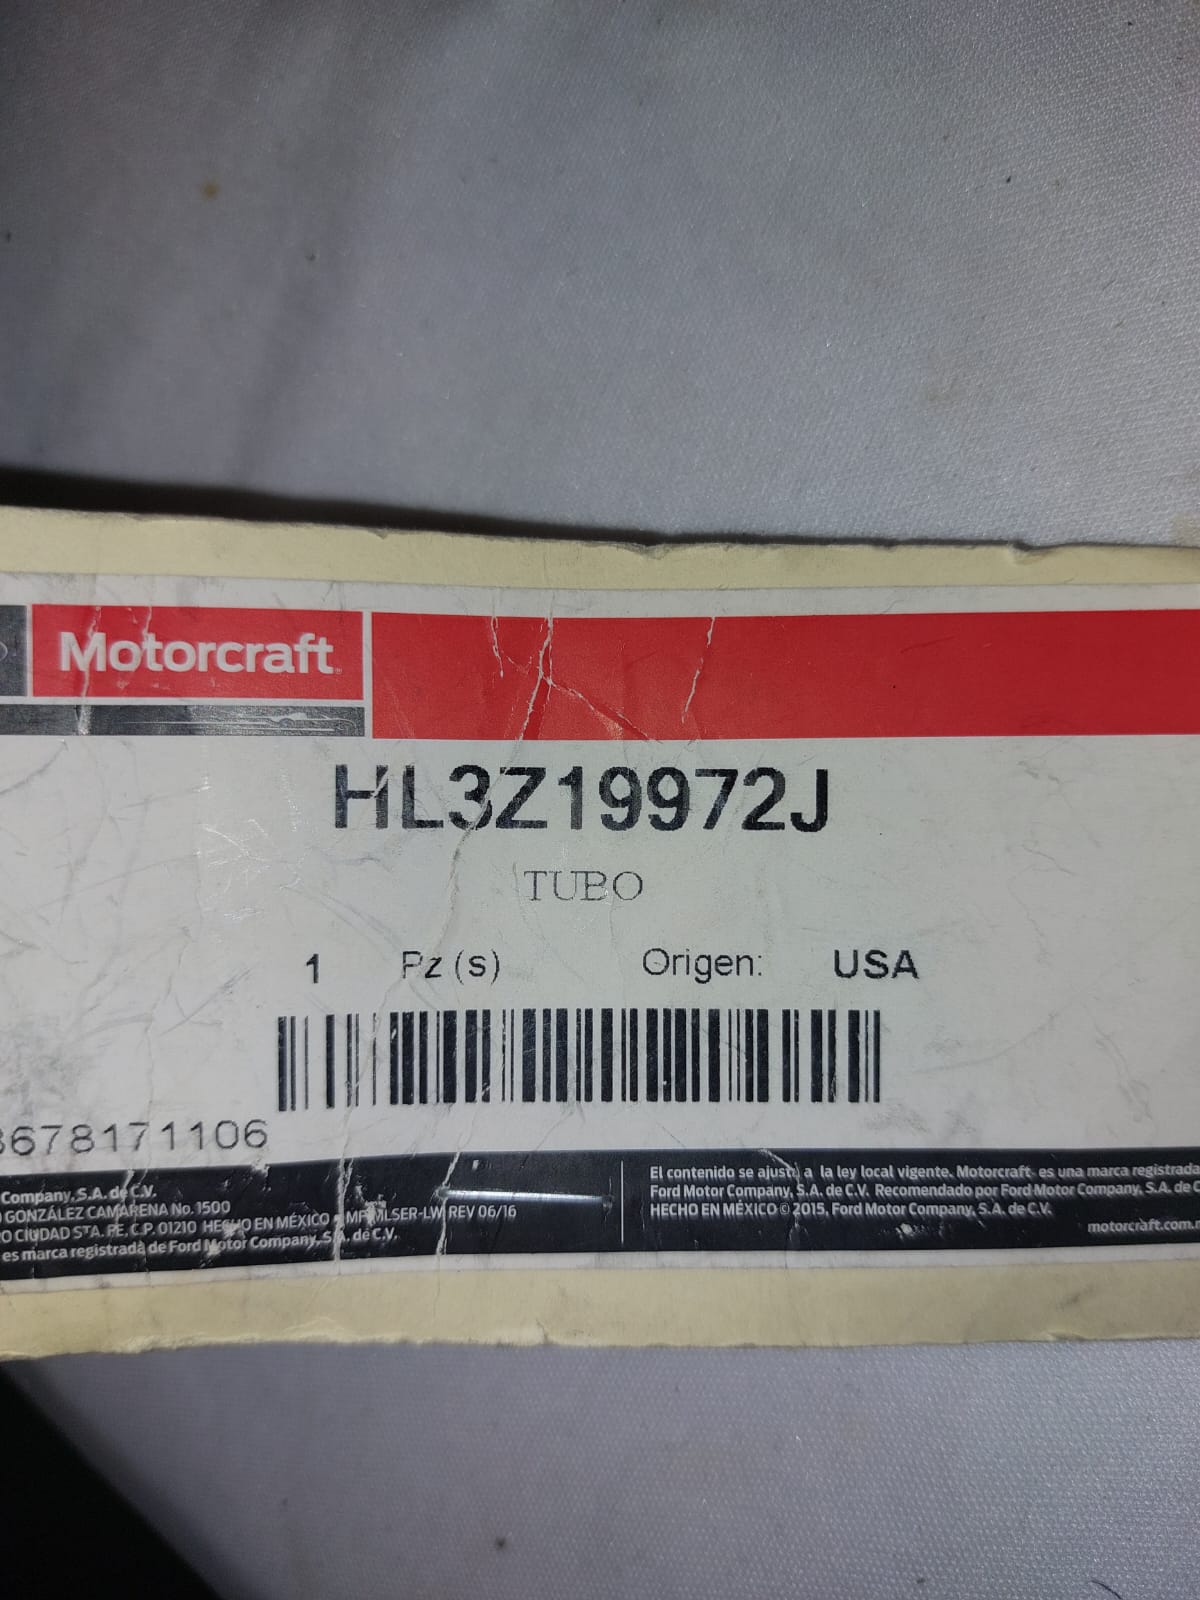 Motorcraft
HL3Z19972J
TUBO
1 Pz (s) Origen: USA
678171106
Company, S.A. de C.V.
GONZÁLEZ CAMARENA No. 1500
CIUDAD STA. FE, C.P. 01210 HECHO EN MÉXICO REV 06/16
es marca registrada de Ford Motor Company, S.A. de C.V.
El contenido se ajusta a la ley local vigente. Motorcraft es una marca registrada
Ford Motor Company, S.A. de C.V. Recomendado por Ford Motor Company, S.A. de C
HECHO EN MÉXICO © 2015, Ford Motor Company, S.A. de C.V.
motorcraft.com.